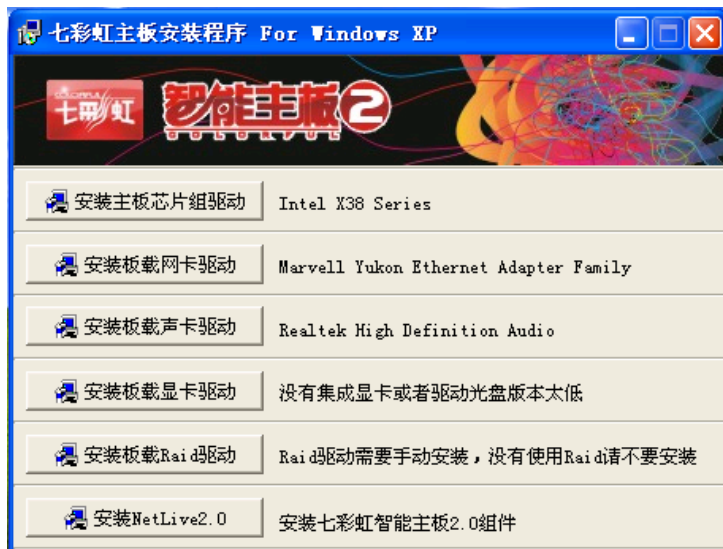 七彩虹主板安装程序 For Windows XP
COLORFUL
七彩虹 智能主板2
COLORFUL
安装主板芯片组驱动 Intel X38 Series
安装板载网卡驱动 Marvell Yukon Ethernet Adapter Family
安装板载声卡驱动 Realtek High Definition Audio
安装板载显卡驱动 没有集成显卡或者驱动光盘版本太低
安装板载Raid驱动 Raid驱动需要手动安装，没有使用Raid请不要安装
安装NetLive2.0 安装七彩虹智能主板2.0组件